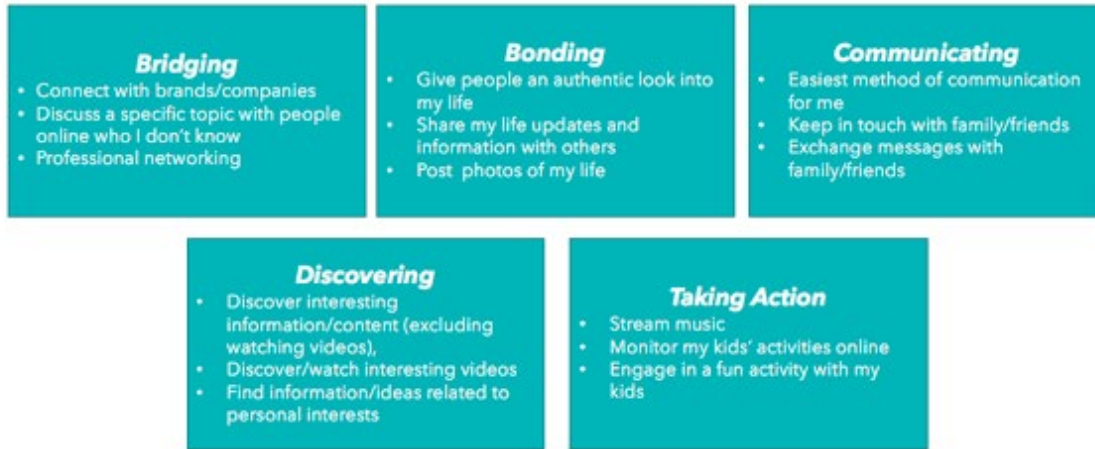 Bridging
• Connect with brands/companies
• Discuss a specific topic with people
online who I don't know
• Professional networking
Bonding
• Give people an authentic look into
my life
• Share my life updates and
information with others
• Post photos of my life
Communicating
• Easiest method of communication
for me
• Keep in touch with family/friends
• Exchange messages with
family/friends
Discovering
• Discover interesting
information/content (excluding
watching videos),
• Discover/watch interesting videos
• Find information/ideas related to
personal interests
Taking Action
• Stream music
• Monitor my kids' activities online
• Engage in a fun activity with my
kids